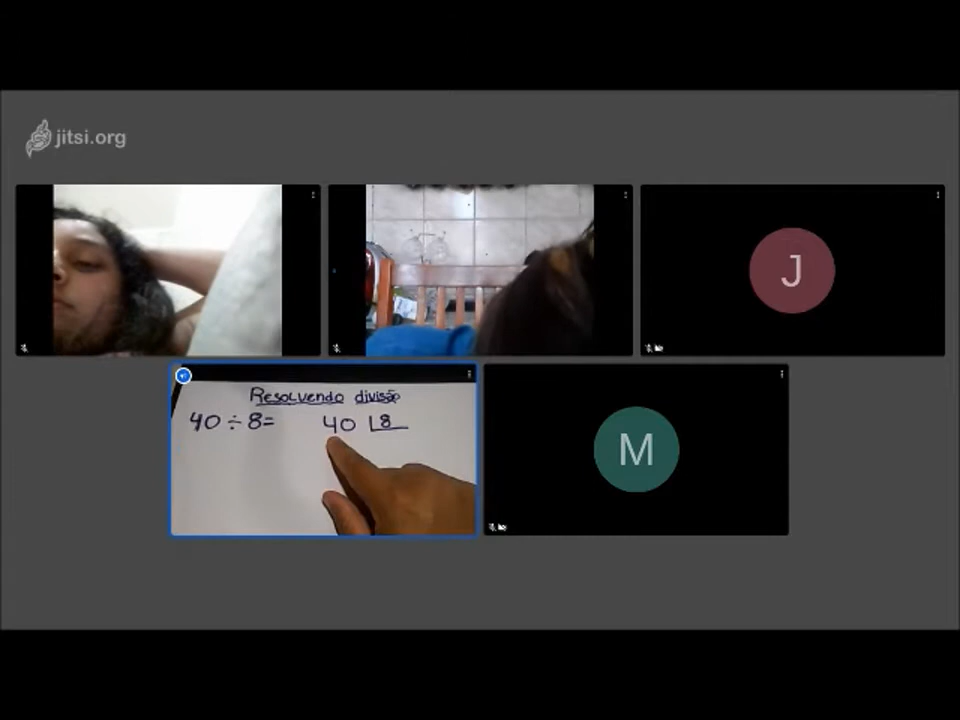 jitsi.org
J
Resolvendo divisão
40 ÷ 8 =    40 |8
M